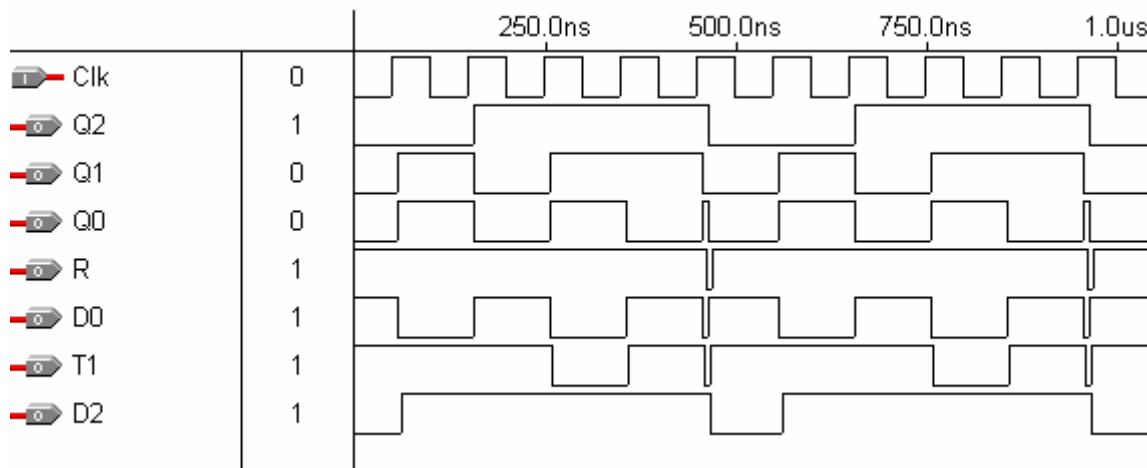 250.0ns 500.0ns 750.0ns 1.0us
I Clk 0
O Q2 1
O Q1 0
O Q0 0
O R 1
O D0 1
O T1 1
O D2 1